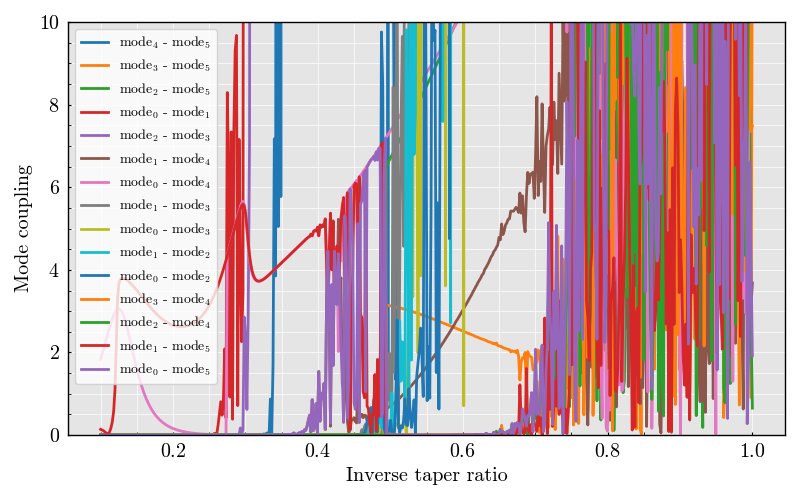 10
8
6
4
2
0
Mode coupling
mode₄ - mode₅
mode₃ - mode₅
mode₂ - mode₅
mode₀ - mode₁
mode₂ - mode₃
mode₁ - mode₄
mode₀ - mode₄
mode₁ - mode₃
mode₀ - mode₃
mode₁ - mode₂
mode₀ - mode₂
mode₃ - mode₄
mode₂ - mode₄
mode₁ - mode₅
mode₀ - mode₅
0.2 0.4 0.6 0.8 1.0
Inverse taper ratio